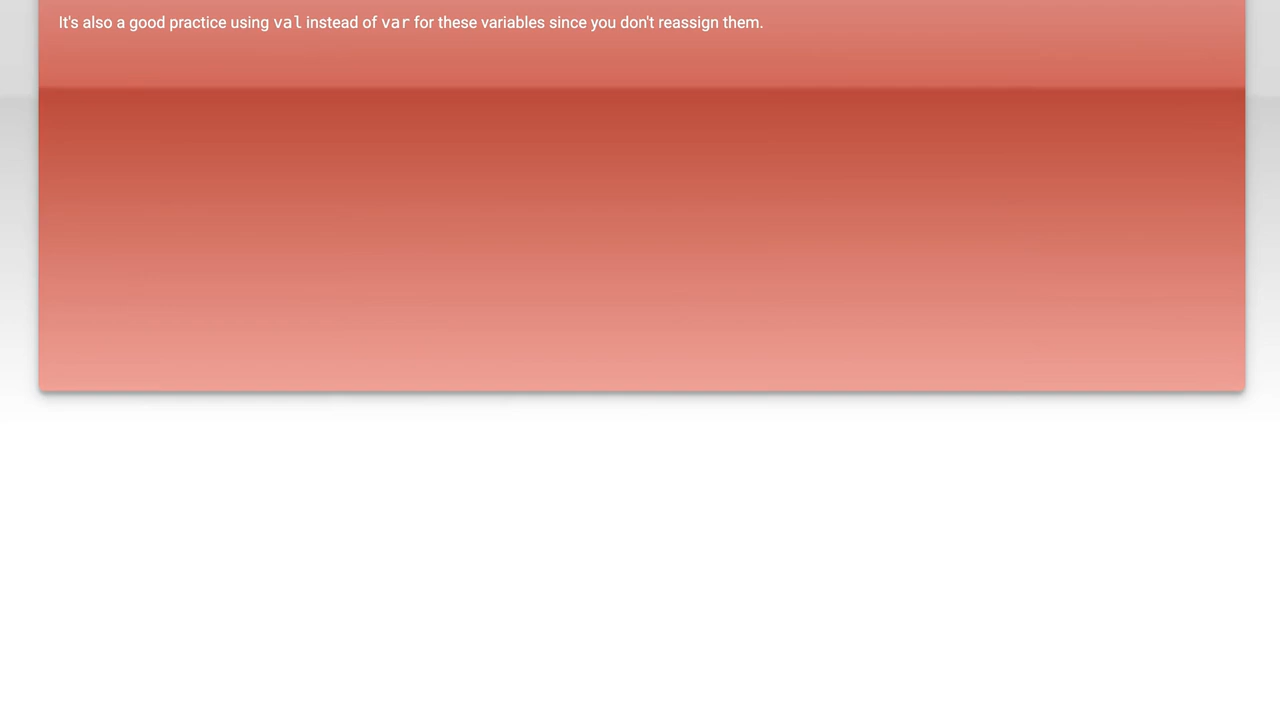 It's also a good practice using val instead of var for these variables since you don't reassign them.